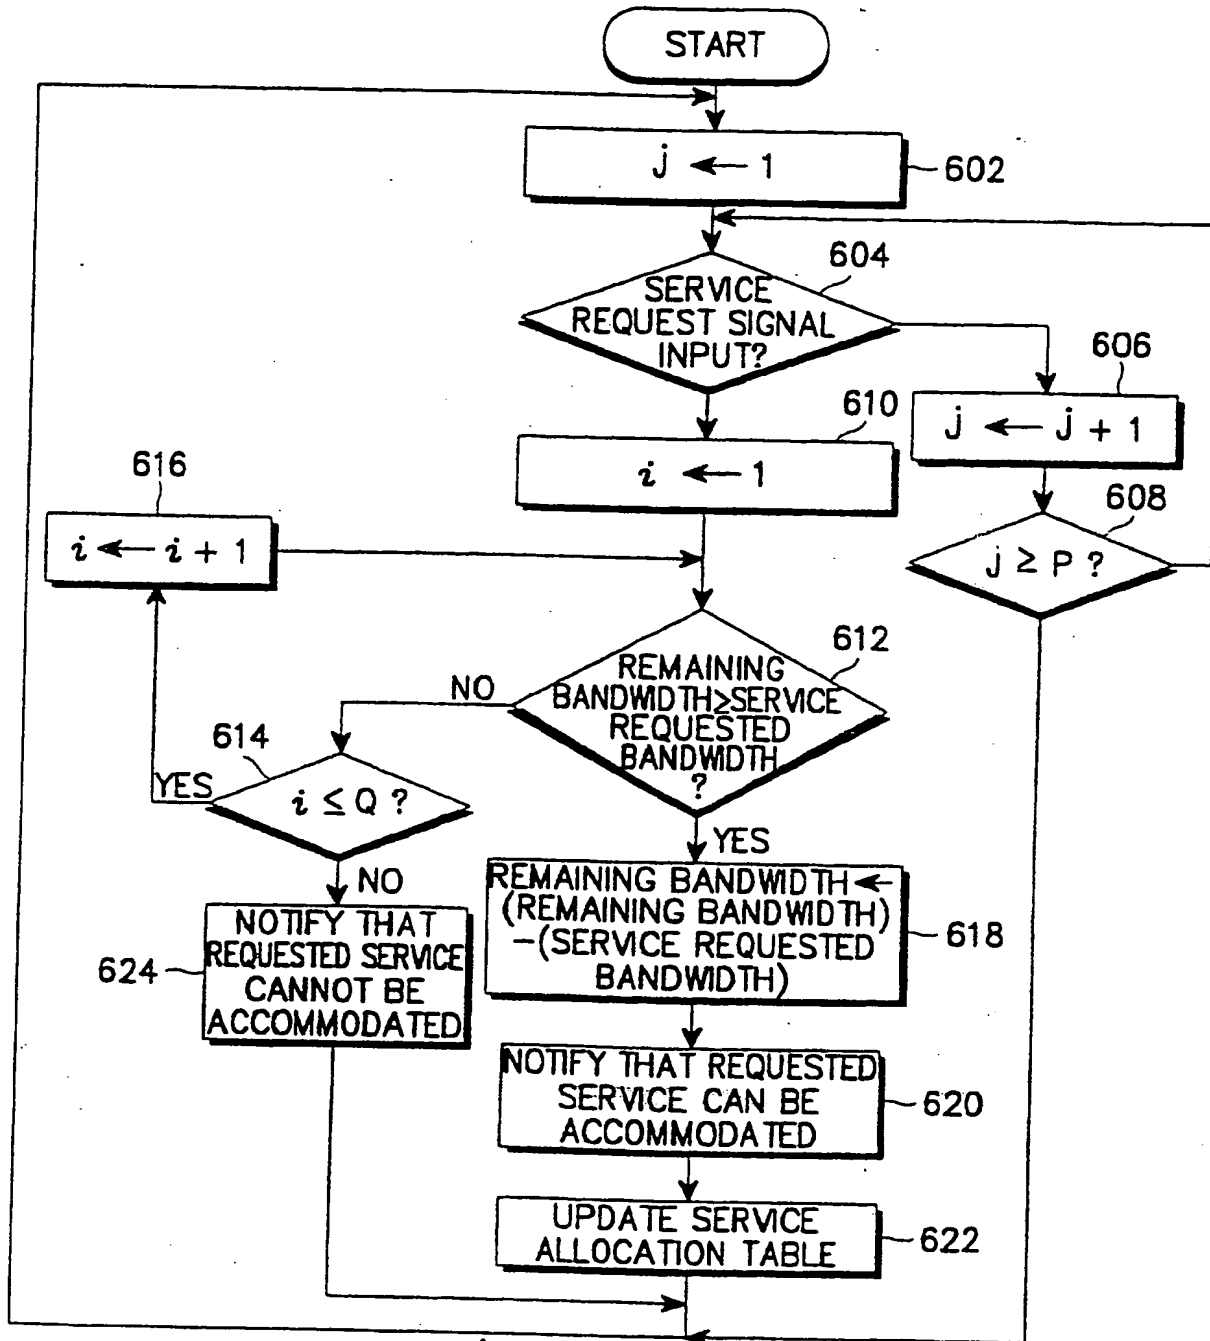 START
j ← 1
602
604
SERVICE
REQUEST SIGNAL
INPUT?
606
j ← j + 1
610
i ← 1
616
i ← i + 1
608
j ≥ P ?
612
REMAINING
BANDWIDTH≥SERVICE
REQUESTED
BANDWIDTH
?
NO
614
YES
i ≤ Q ?
YES
NO
REMAINING BANDWIDTH ←
(REMAINING BANDWIDTH)
−(SERVICE REQUESTED
BANDWIDTH)
618
NOTIFY THAT
REQUESTED SERVICE
CANNOT BE
ACCOMMODATED
624
NOTIFY THAT REQUESTED
SERVICE CAN BE
ACCOMMODATED
620
UPDATE SERVICE
ALLOCATION TABLE
622